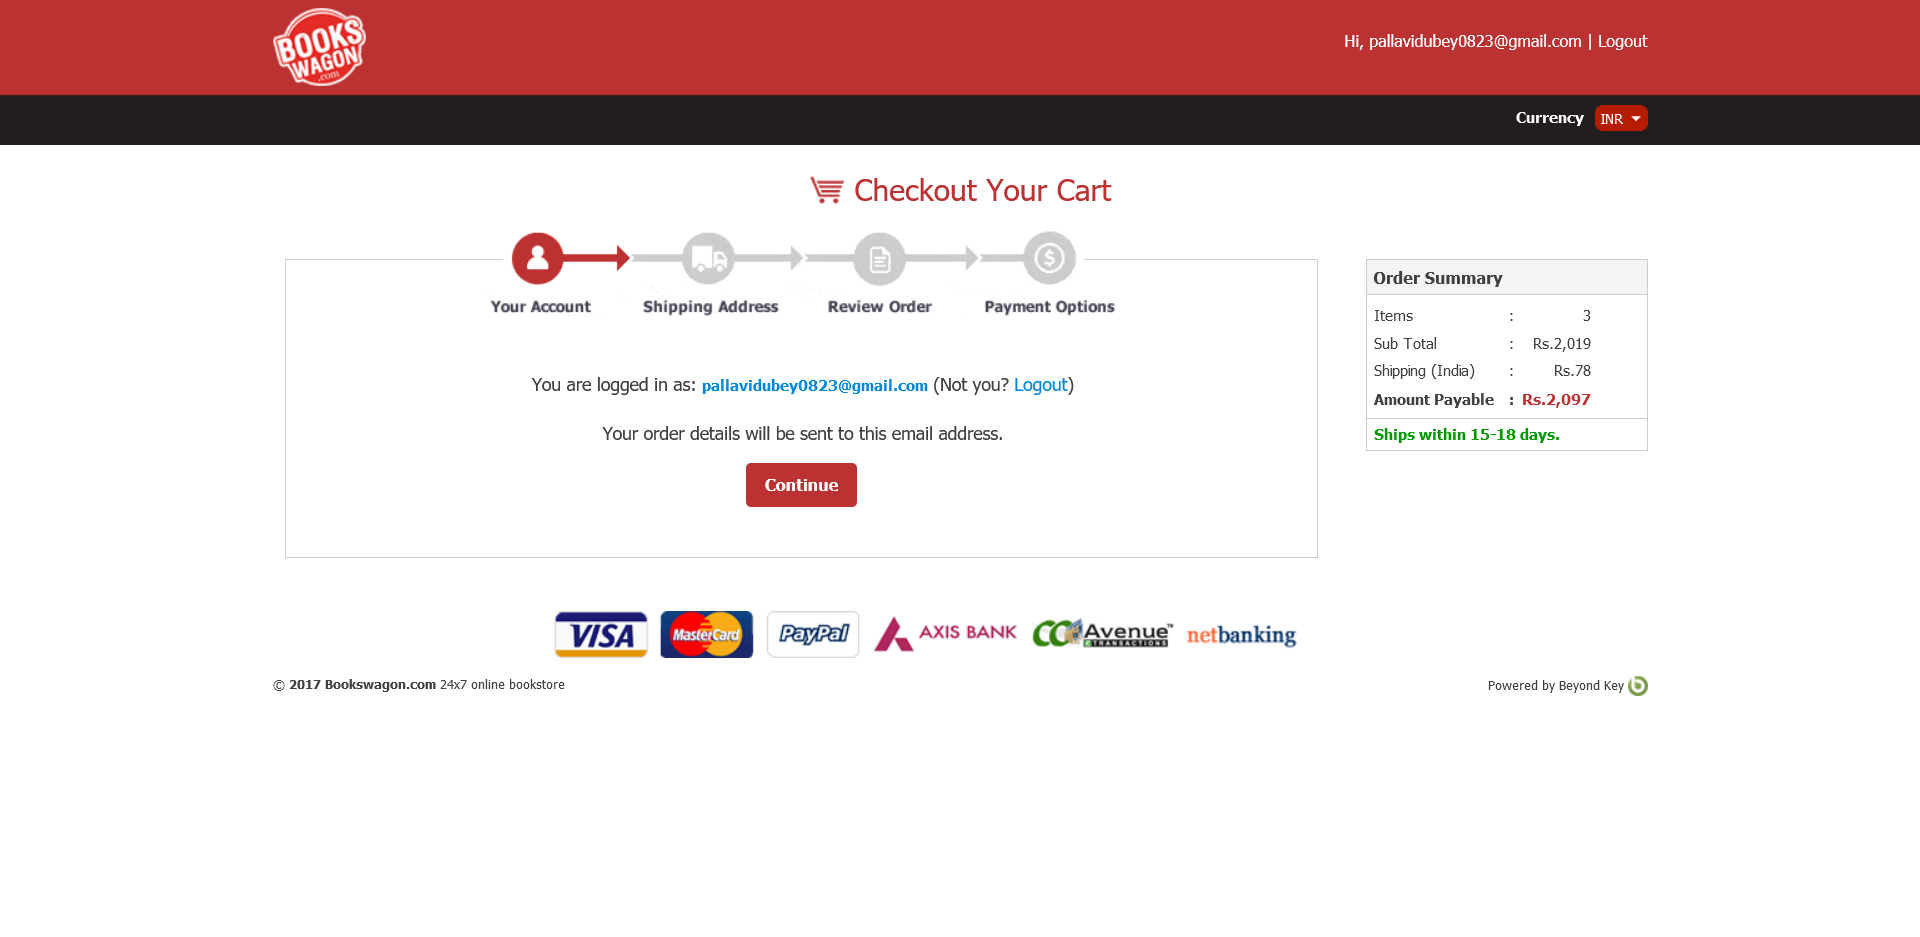 BOOKS
WAGON
.com
Hi, pallavidubey0823@gmail.com | Logout
Currency INR
Checkout Your Cart
Your Account Shipping Address Review Order Payment Options
You are logged in as: pallavidubey0823@gmail.com (Not you? Logout)
Your order details will be sent to this email address.
Continue
Order Summary
Items : 3
Sub Total : Rs.2,019
Shipping (India) : Rs.78
Amount Payable : Rs.2,097
Ships within 15-18 days.
VISA MasterCard PayPal AXIS BANK CCAvenue™ netbanking
eTRANSACTIONS
© 2017 Bookswagon.com 24x7 online bookstore
Powered by Beyond Key